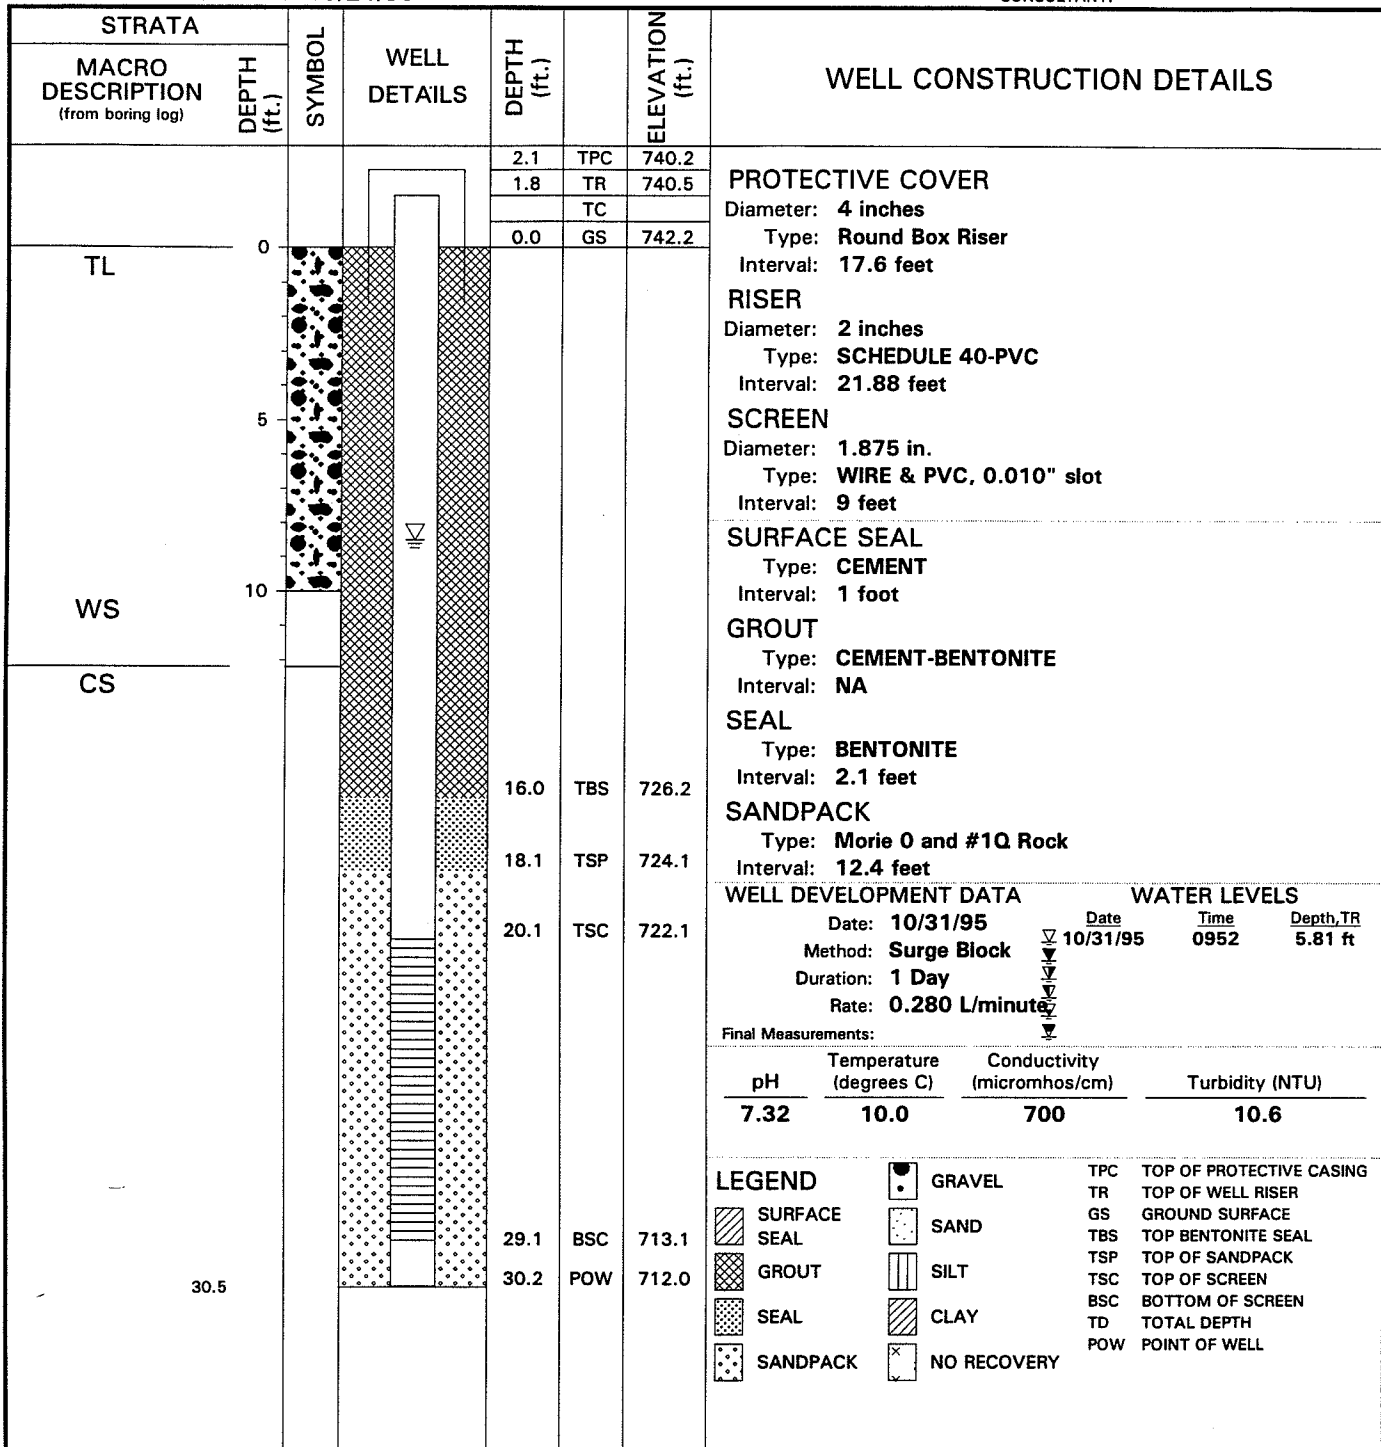 STRATA
MACRO
DESCRIPTION
(from boring log)
DEPTH
(ft.)
SYMBOL
WELL
DETAILS
DEPTH
(ft.)
ELEVATION
(ft.)
WELL CONSTRUCTION DETAILS
2.1 TPC 740.2
1.8 TR 740.5
TC
0.0 GS 742.2
0
TL
5
10
WS
CS
16.0 TBS 726.2
18.1 TSP 724.1
20.1 TSC 722.1
29.1 BSC 713.1
30.2 POW 712.0
30.5
PROTECTIVE COVER
Diameter: 4 inches
Type: Round Box Riser
Interval: 17.6 feet
RISER
Diameter: 2 inches
Type: SCHEDULE 40-PVC
Interval: 21.88 feet
SCREEN
Diameter: 1.875 in.
Type: WIRE & PVC, 0.010" slot
Interval: 9 feet
SURFACE SEAL
Type: CEMENT
Interval: 1 foot
GROUT
Type: CEMENT-BENTONITE
Interval: NA
SEAL
Type: BENTONITE
Interval: 2.1 feet
SANDPACK
Type: Morie 0 and #1Q Rock
Interval: 12.4 feet
WELL DEVELOPMENT DATA
Date: 10/31/95
Method: Surge Block
Duration: 1 Day
Rate: 0.280 L/minute
Final Measurements:
WATER LEVELS
Date Time Depth,TR
10/31/95 0952 5.81 ft
pH Temperature (degrees C) Conductivity (micromhos/cm) Turbidity (NTU)
7.32 10.0 700 10.6
LEGEND
SURFACE
SEAL
GROUT
SEAL
SANDPACK
GRAVEL
SAND
SILT
CLAY
NO RECOVERY
TPC TOP OF PROTECTIVE CASING
TR TOP OF WELL RISER
GS GROUND SURFACE
TBS TOP BENTONITE SEAL
TSP TOP OF SANDPACK
TSC TOP OF SCREEN
BSC BOTTOM OF SCREEN
TD TOTAL DEPTH
POW POINT OF WELL